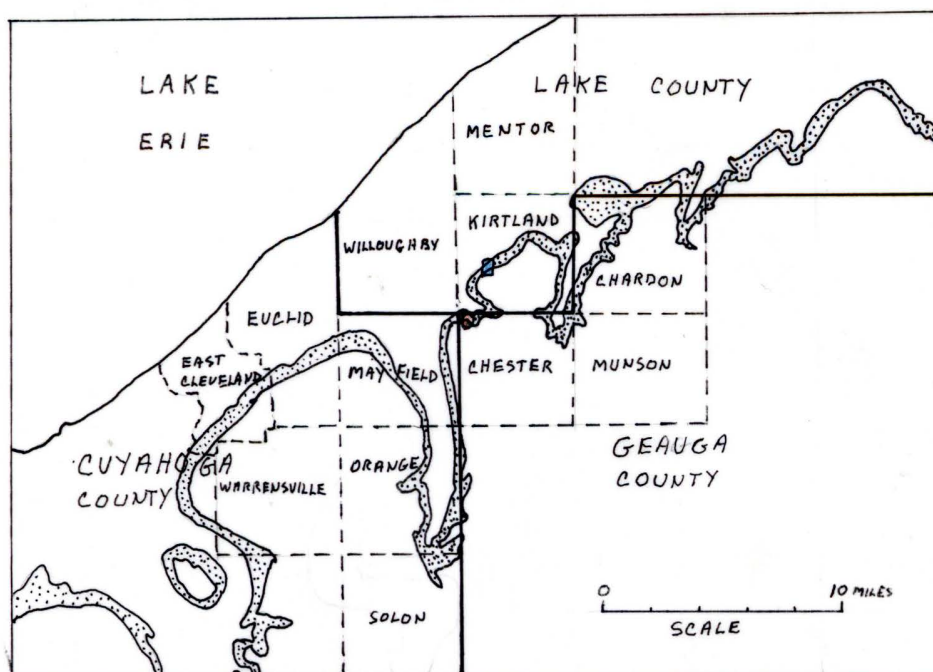 LAKE
ERIE
LAKE COUNTY
MENTOR
WILLOUGHBY
KIRTLAND
CHARDON
EUCLID
EAST
CLEVELAND
MAYFIELD
CHESTER
MUNSON
CUYAHOGA
COUNTY
WARRENSVILLE
ORANGE
GEAUGA
COUNTY
SOLON
0 10 MILES
SCALE